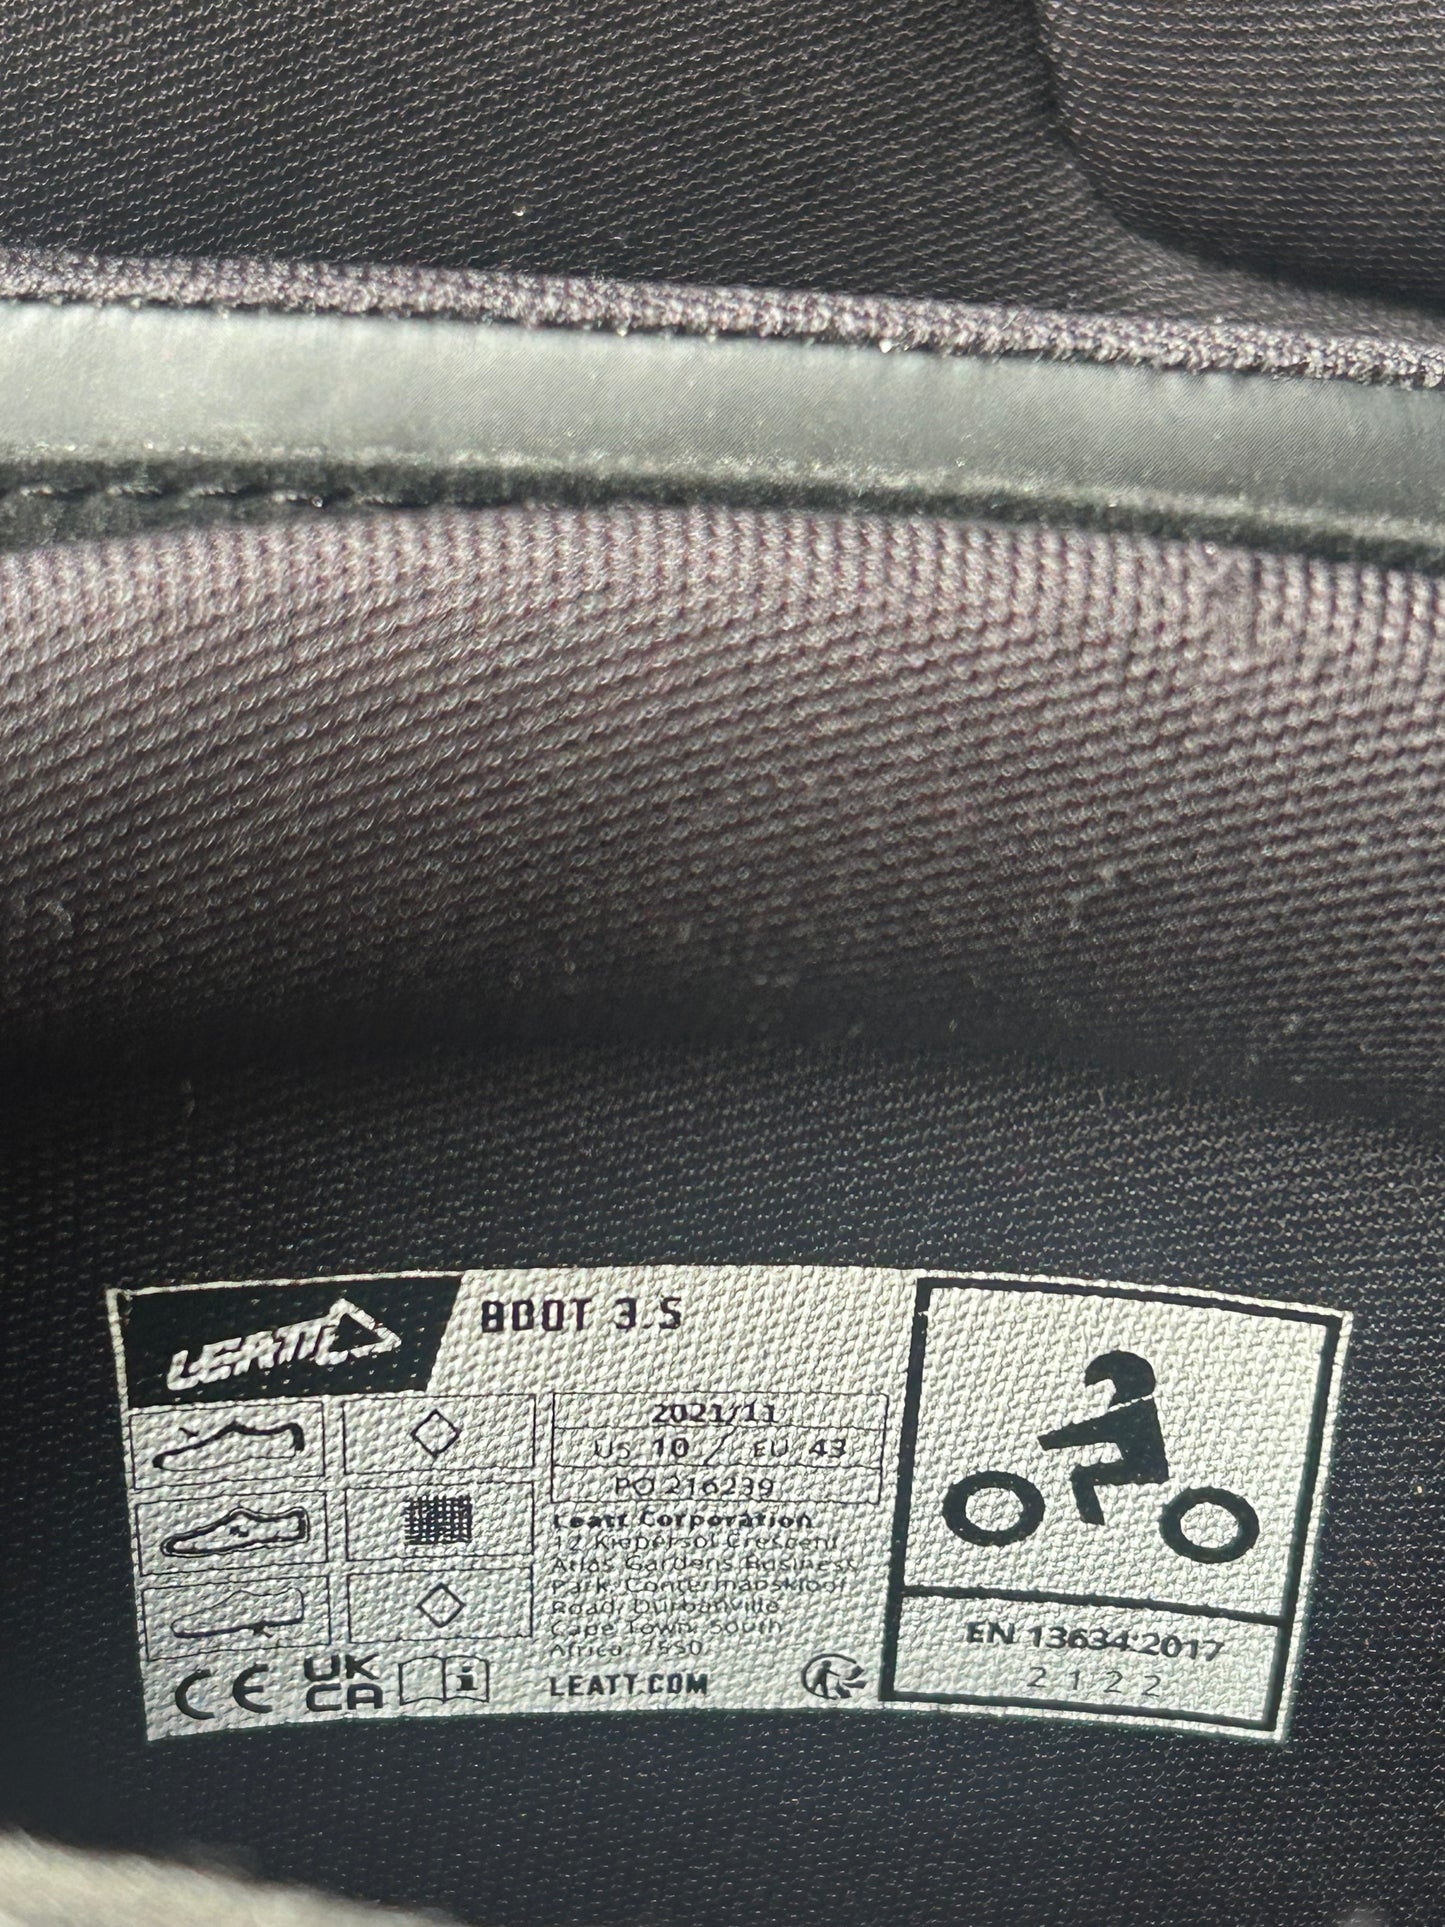 LEATT
BOOT 3.5
2021/11
US 10 / EU 43
PO 216239
Leatt Corporation
12 Kiepersol Crescent,
Atlas Gardens Business
Park, Contermanskloof
Road, Durbanville,
Cape Town, South
Africa, 7550.
LEATT.COM
CE
UK
CA
i
EN 13634:2017
2 1 2 2